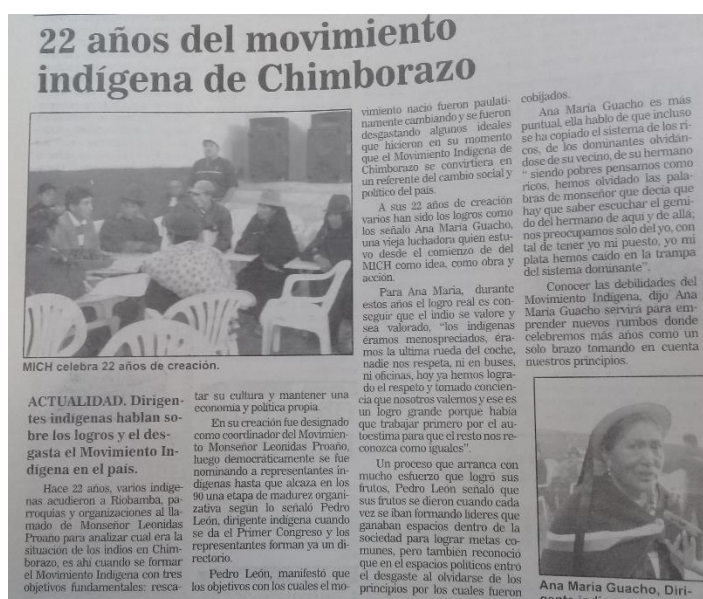 22 años del movimiento
indígena de Chimborazo
MICH celebra 22 años de creación.
ACTUALIDAD. Dirigen-
tes indígenas hablan so-
bre los logros y el des-
gasta el Movimiento In-
dígena en el país.
Hace 22 años, varios indíge-
nas acudieron a Riobamba, pa-
rroquias y organizaciones al lla-
mado de Monseñor Leonidas
Proaño para analizar cual era la
situación de los indios en Chim-
borazo, es ahí cuando se formar
el Movimiento Indígena con tres
objetivos fundamentales: resca-
tar su cultura y mantener una
economía y política propia.
En su creación fue designado
como coordinador del Movimien-
to Monseñor Leonidas Proaño,
luego democráticamente se fue
nominando a representantes in-
dígenas hasta que alcaza en los
90 una etapa de madurez organi-
zativa según lo señaló Pedro
León, dirigente indígena cuando
se da el Primer Congreso y los
representantes forman ya un di-
rectorio.
Pedro León, manifestó que
los objetivos con los cuales el mo-
vimiento nació fueron paulati-
namente cambiando y se fueron
desgastando algunos ideales
que hicieron en su momento
que el Movimiento Indígena de
Chimborazo se convirtiera en
un referente del cambio social y
político del país.
A sus 22 años de creación
varios han sido los logros como
los señaló Ana María Guacho,
una vieja luchadora quien estu-
vo desde el comienzo de del
MICH como idea, como obra y
acción.
Para Ana María, durante
estos años el logro real es con-
seguir que el indio se valore y
sea valorado, "los indígenas
éramos menospreciados, éra-
mos la ultima rueda del coche,
nadie nos respeta, ni en buses,
ni oficinas, hoy ya hemos logra-
do el respeto y tomado concien-
cia que nosotros valemos y ese es
un logro grande porque había
que trabajar primero por el au-
toestima para que el resto nos re-
conozca como iguales".
Un proceso que arranca con
mucho esfuerzo que logró sus
frutos, Pedro León señaló que
sus frutos se dieron cuando cada
vez se iban formando lideres que
ganaban espacios dentro de la
sociedad para lograr metas co-
munes, pero también reconoció
que en el espacios políticos entró
el desgaste al olvidarse de los
principios por los cuales fueron
cobijados.
Ana María Guacho es más
puntual, ella hablo de que incluso
se ha copiado el sistema de los ri-
cos, de los dominantes olvidán-
dose de su vecino, de su hermano
" siendo pobres pensamos como
ricos, hemos olvidado las pala-
bras de monseñor que decía que
hay que saber escuchar el gemi-
do del hermano de aquí y de allá;
nos preocupamos solo del yo, con
tal de tener yo mi puesto, yo mi
plata hemos caído en la trampa
del sistema dominante".
Conocer las debilidades del
Movimiento Indígena, dijo Ana
María Guacho servirá para em-
prender nuevos rumbos donde
celebremos más años como un
solo brazo tomando en cuenta
nuestros principios.
Ana María Guacho, Diri-